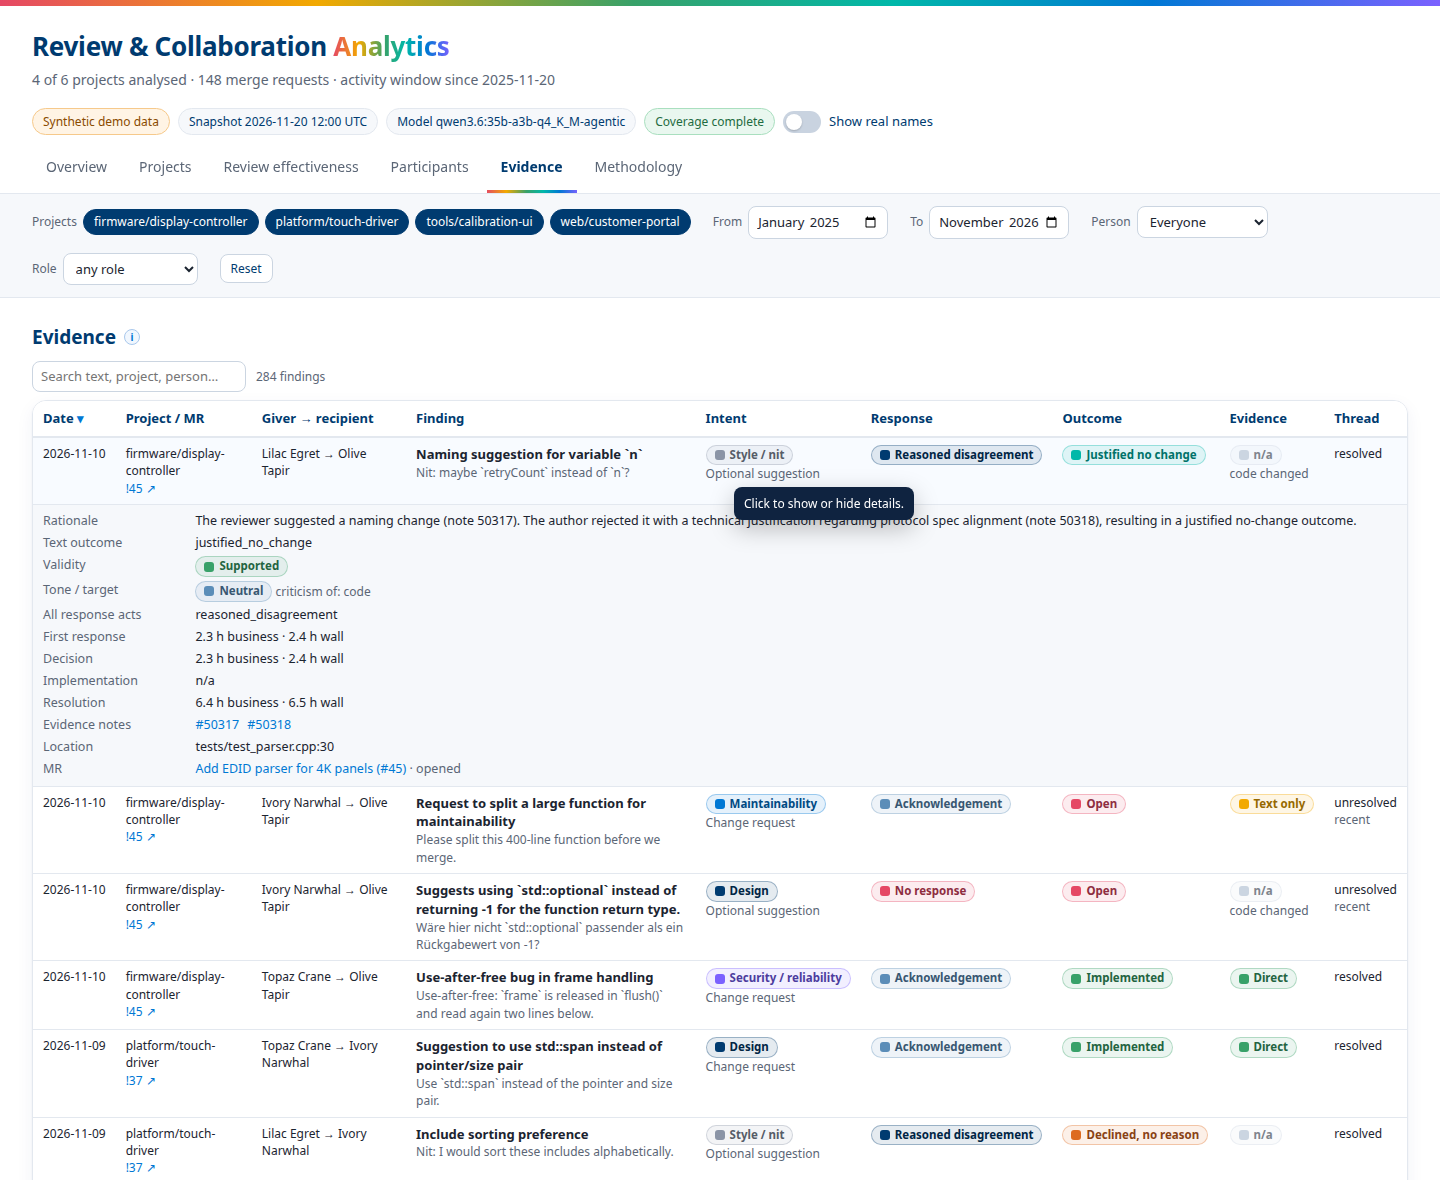 Review & Collaboration Analytics
4 of 6 projects analysed · 148 merge requests · activity window since 2025-11-20
Synthetic demo data Snapshot 2026-11-20 12:00 UTC Model qwen3.6:35b-a3b-q4_K_M-agentic Coverage complete Show real names
Overview Projects Review effectiveness Participants Evidence Methodology
Projects firmware/display-controller platform/touch-driver tools/calibration-ui web/customer-portal From January 2025 To November 2026 Person Everyone
Role any role Reset
Evidence i
Search text, project, person... 284 findings
Date ▼ Project / MR Giver → recipient Finding Intent Response Outcome Evidence Thread
2026-11-10 firmware/display- Lilac Egret → Olive Naming suggestion for variable `n` Style / nit Reasoned disagreement Justified no change n/a resolved
controller Tapir Nit: maybe `retryCount` instead of `n`? Optional suggestion code changed
!45 ↗
Click to show or hide details.
Rationale The reviewer suggested a naming change (note 50317). The author rejected it with a technical justification regarding protocol spec alignment (note 50318), resulting in a justified no-change outcome.
Text outcome justified_no_change
Validity Supported
Tone / target Neutral criticism of: code
All response acts reasoned_disagreement
First response 2.3 h business · 2.4 h wall
Decision 2.3 h business · 2.4 h wall
Implementation n/a
Resolution 6.4 h business · 6.5 h wall
Evidence notes #50317 #50318
Location tests/test_parser.cpp:30
MR Add EDID parser for 4K panels (#45) · opened
2026-11-10 firmware/display- Ivory Narwhal → Olive Request to split a large function for Maintainability Acknowledgement Open Text only unresolved
controller Tapir maintainability Change request recent
!45 ↗ Please split this 400-line function before we
merge.
2026-11-10 firmware/display- Ivory Narwhal → Olive Suggests using `std::optional` instead of Design No response Open n/a unresolved
controller Tapir returning -1 for the function return type. Optional suggestion code changed recent
!45 ↗ Wäre hier nicht `std::optional` passender als ein
Rückgabewert von -1?
2026-11-10 firmware/display- Topaz Crane → Olive Use-after-free bug in frame handling Security / reliability Acknowledgement Implemented Direct resolved
controller Tapir Use-after-free: `frame` is released in `flush()` Change request
!45 ↗ and read again two lines below.
2026-11-09 platform/touch- Topaz Crane → Ivory Suggestion to use std::span instead of Design Acknowledgement Implemented Direct resolved
driver Narwhal pointer/size pair Change request
!37 ↗ Use `std::span` instead of the pointer and size
pair.
2026-11-09 platform/touch- Lilac Egret → Ivory Include sorting preference Style / nit Reasoned disagreement Declined, no reason n/a resolved
driver Narwhal Nit: I would sort these includes alphabetically. Optional suggestion
!37 ↗